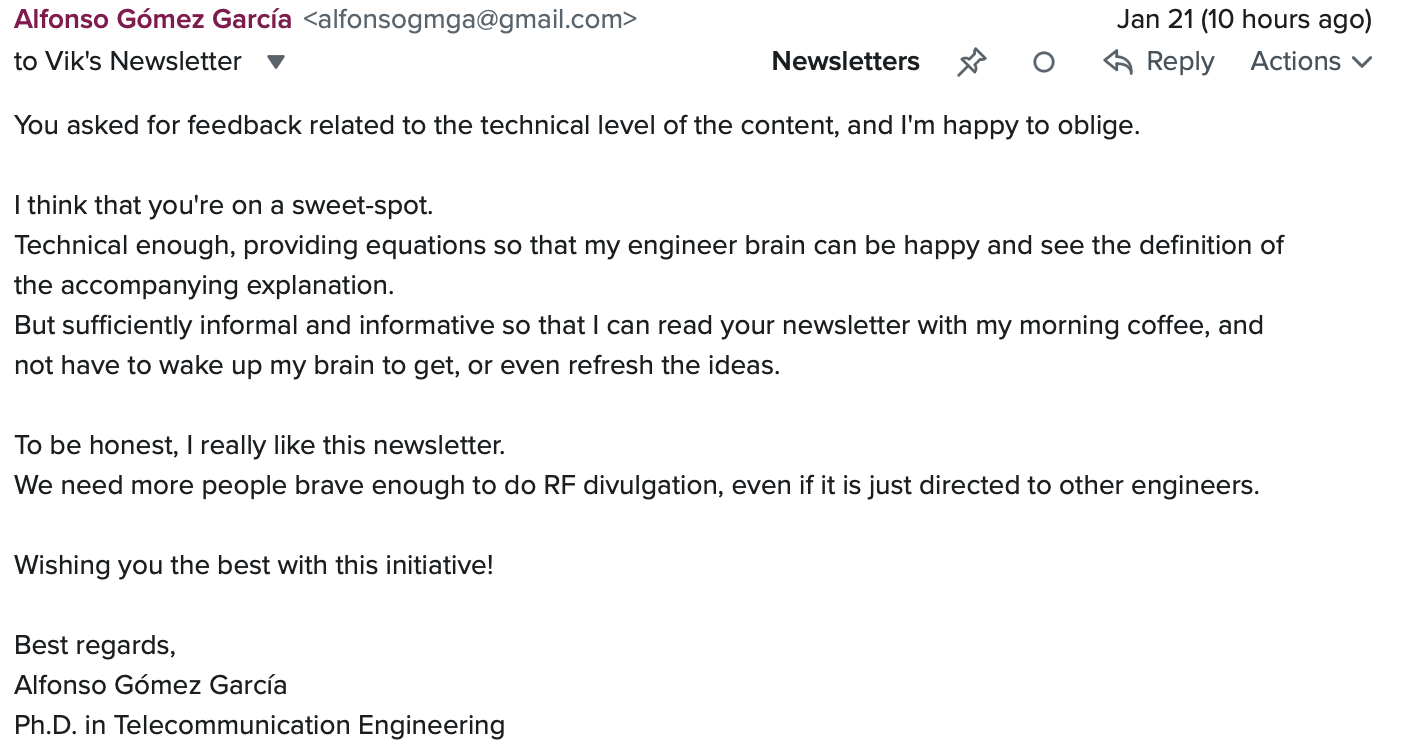 Alfonso Gómez García <alfonsogmga@gmail.com> Jan 21 (10 hours ago)
to Vik's Newsletter Newsletters Reply Actions
You asked for feedback related to the technical level of the content, and I'm happy to oblige.
I think that you're on a sweet-spot.
Technical enough, providing equations so that my engineer brain can be happy and see the definition of
the accompanying explanation.
But sufficiently informal and informative so that I can read your newsletter with my morning coffee, and
not have to wake up my brain to get, or even refresh the ideas.
To be honest, I really like this newsletter.
We need more people brave enough to do RF divulgation, even if it is just directed to other engineers.
Wishing you the best with this initiative!
Best regards,
Alfonso Gómez García
Ph.D. in Telecommunication Engineering